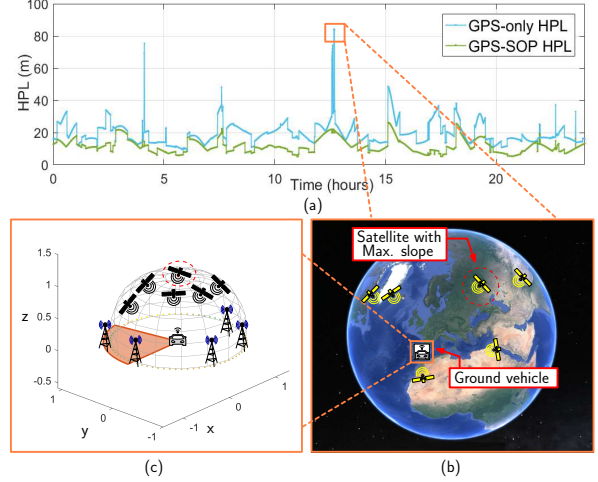 100
80
60
40
20
0
HPL (m)
GPS-only HPL
GPS-SOP HPL
0
5
10
15
20
Time (hours)
(a)
1.5
1
0.5
0
-0.5
z
1
0
-1
y
-1
0
1
x
(c)
Satellite with
Max. slope
Ground vehicle
(b)